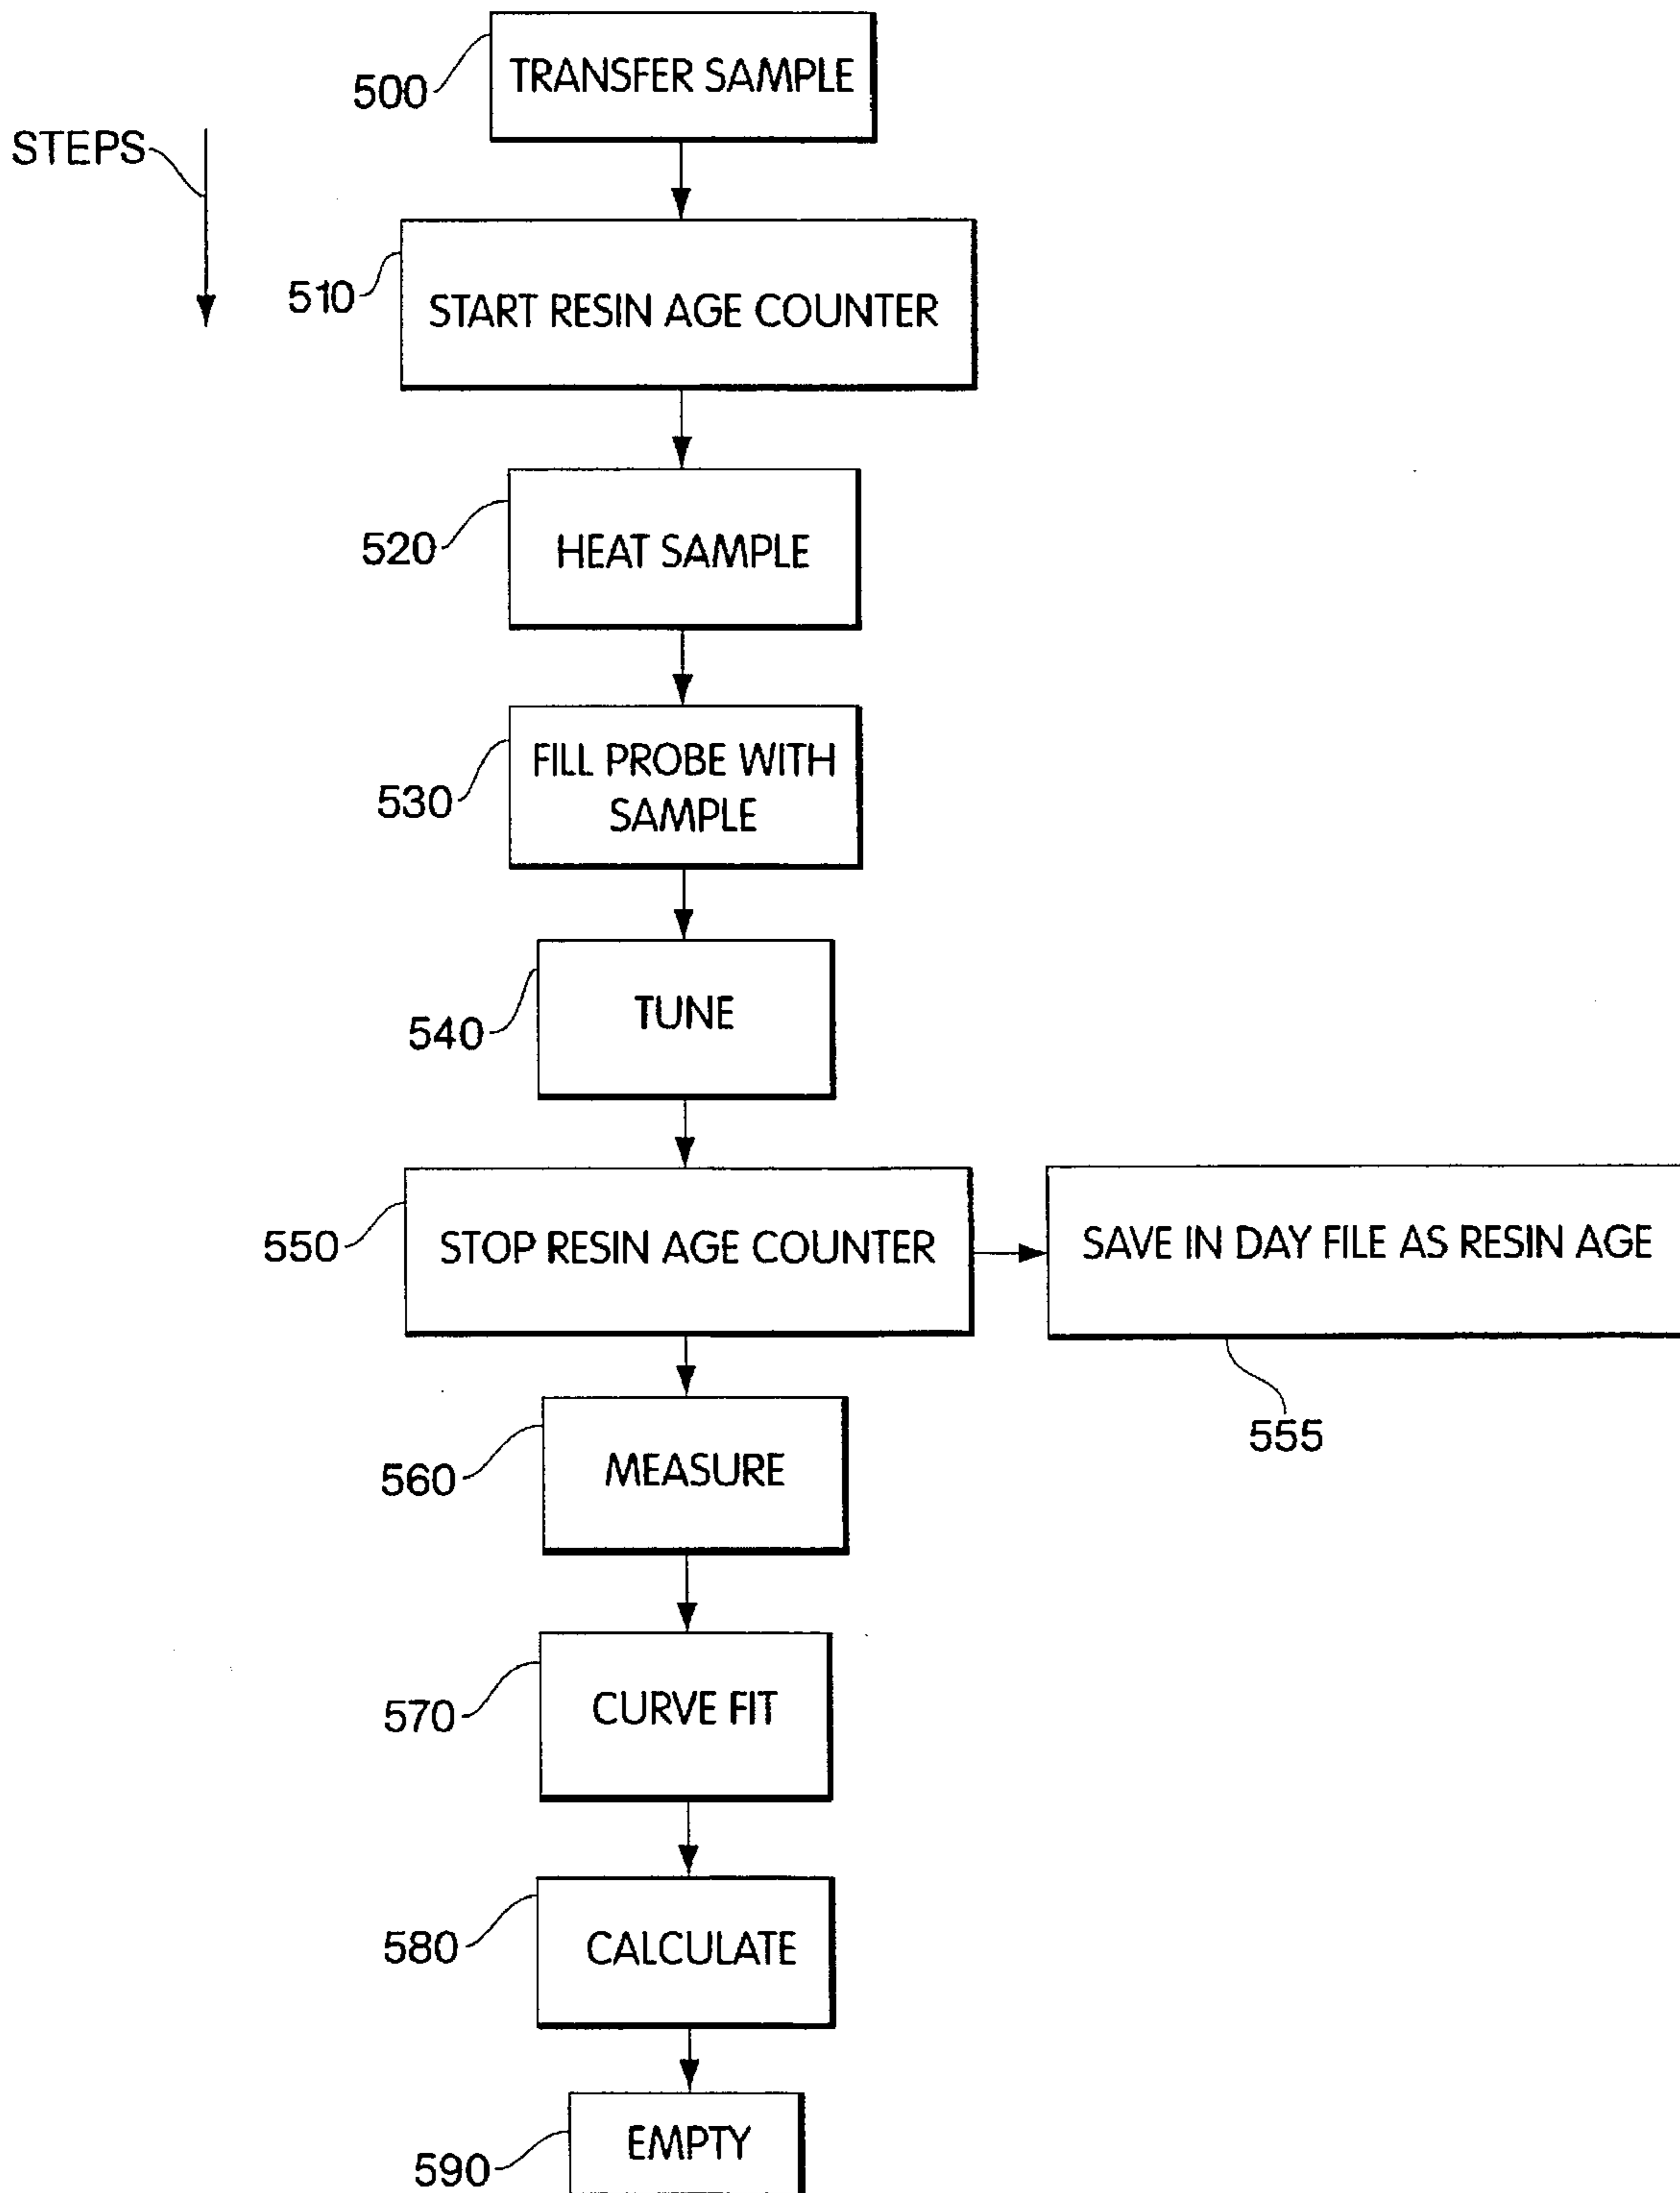 500
TRANSFER SAMPLE
STEPS
510
START RESIN AGE COUNTER
520
HEAT SAMPLE
530
FILL PROBE WITH
SAMPLE
540
TUNE
550
STOP RESIN AGE COUNTER
SAVE IN DAY FILE AS RESIN AGE
555
560
MEASURE
570
CURVE FIT
580
CALCULATE
590
EMPTY